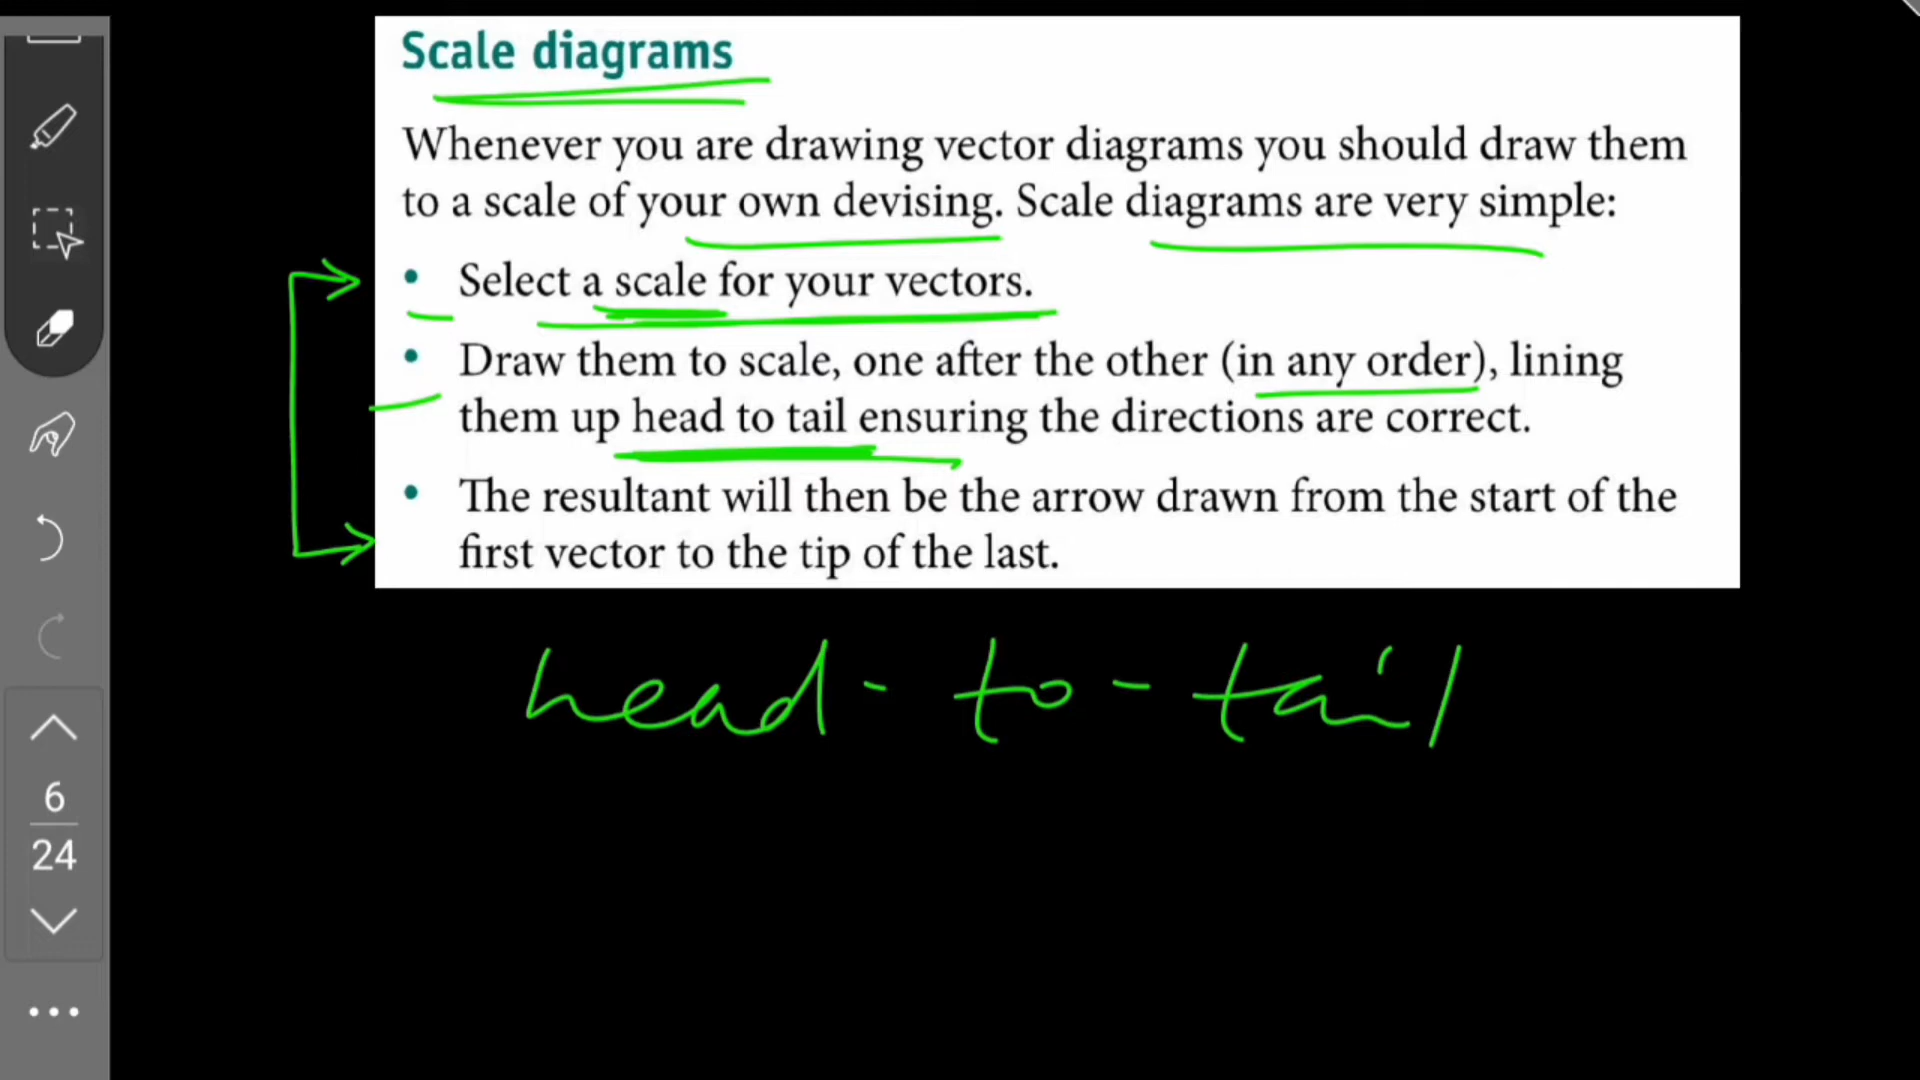 Scale diagrams
Whenever you are drawing vector diagrams you should draw them
to a scale of your own devising. Scale diagrams are very simple:
• Select a scale for your vectors.
• Draw them to scale, one after the other (in any order), lining
them up head to tail ensuring the directions are correct.
• The resultant will then be the arrow drawn from the start of the
first vector to the tip of the last.
head-to-tail
6
24